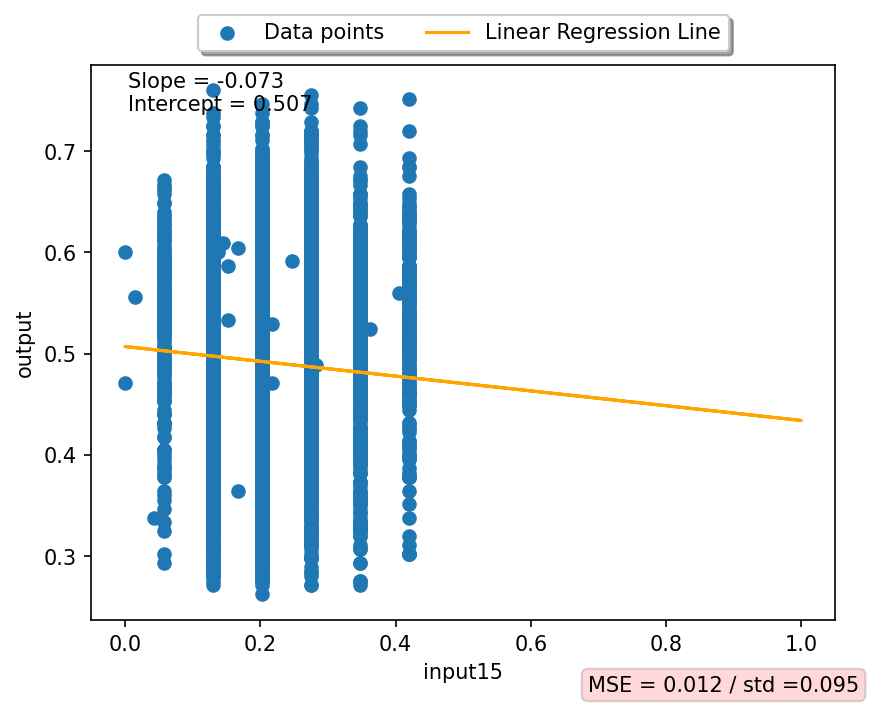 Data points
Linear Regression Line
Slope = -0.073
Intercept = 0.507
0.7
0.6
0.5
0.4
0.3
output
0.0
0.2
0.4
0.6
0.8
1.0
input15
MSE = 0.012 / std =0.095